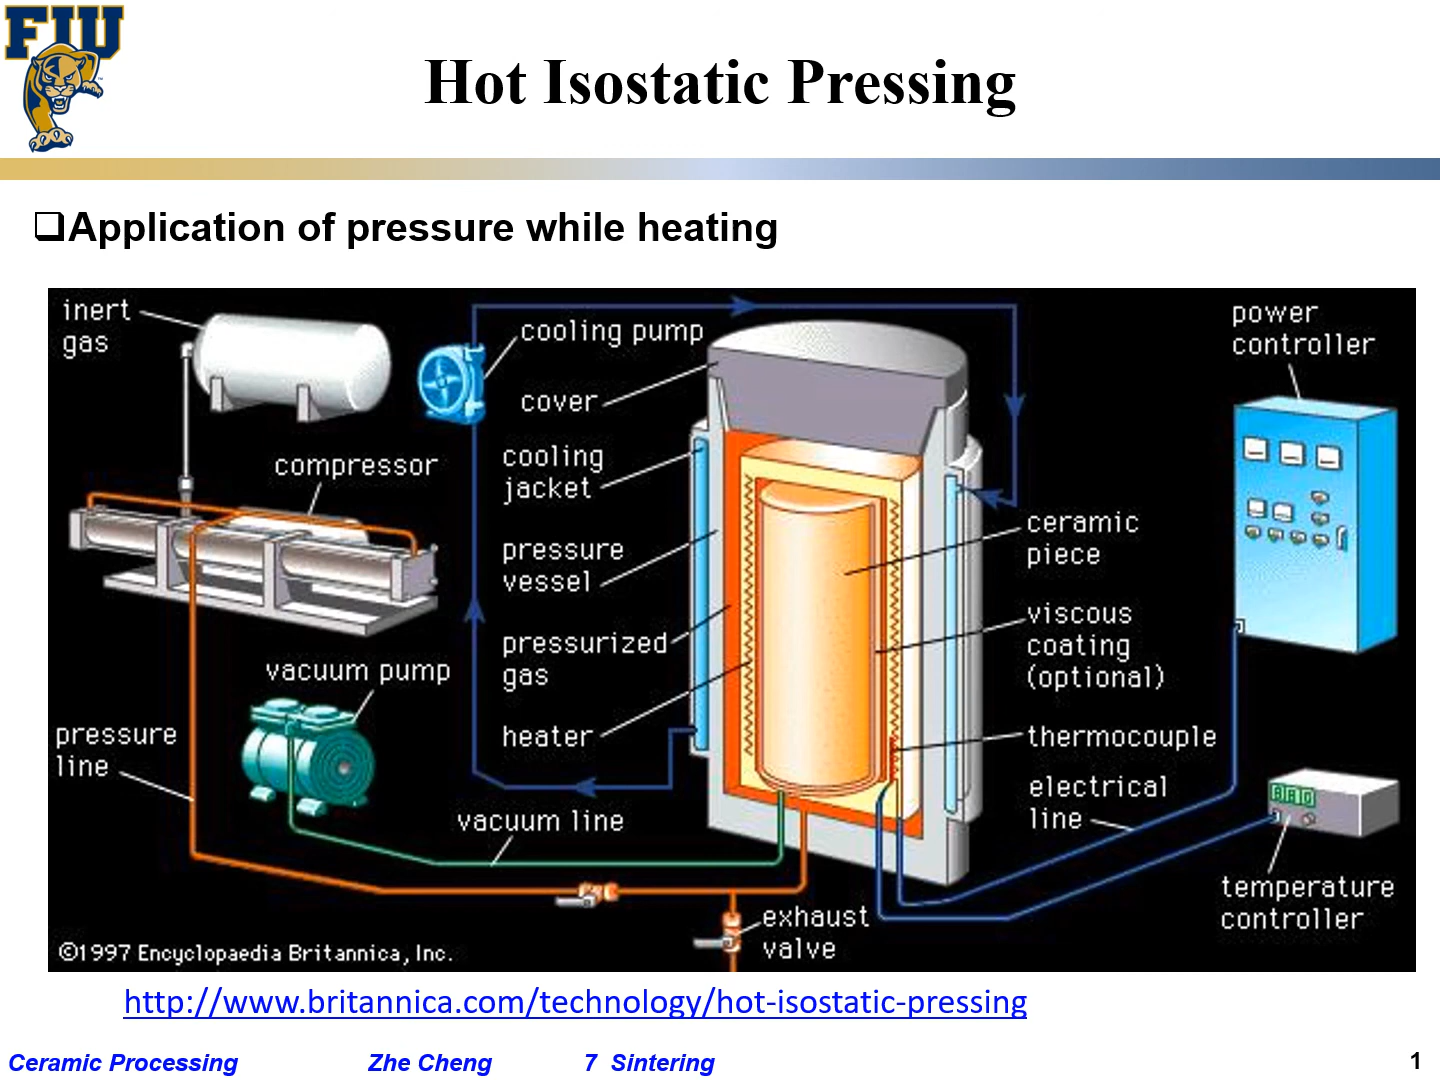 FIU
Hot Isostatic Pressing
Application of pressure while heating
inert
gas
cooling pump
cover
compressor
cooling
jacket
pressure
vessel
pressurized
gas
heater
vacuum pump
pressure
line
vacuum line
power
controller
ceramic
piece
viscous
coating
(optional)
thermocouple
electrical
line
temperature
controller
exhaust
valve
©1997 Encyclopaedia Britannica, Inc.
http://www.britannica.com/technology/hot-isostatic-pressing
Ceramic Processing Zhe Cheng 7 Sintering 1